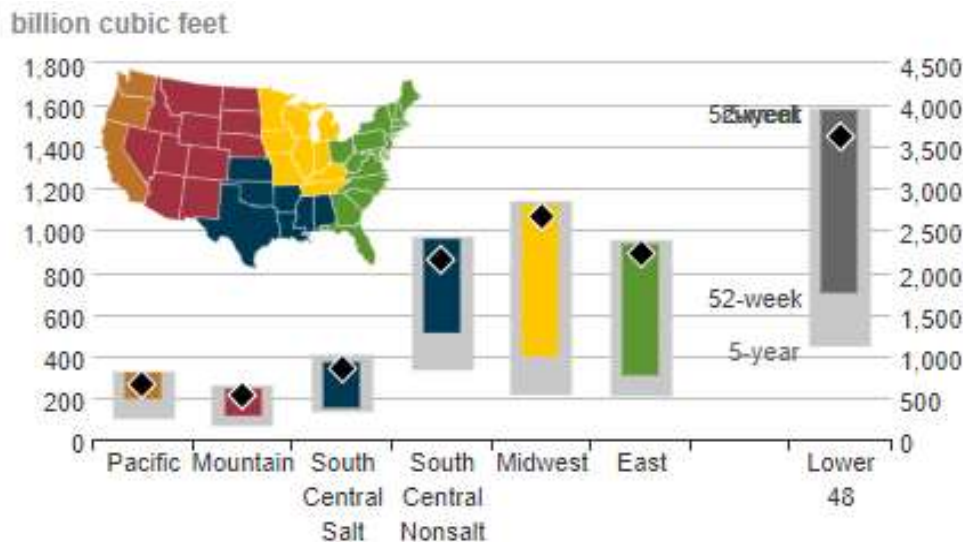 billion cubic feet
1,800 4,500
1,600 4,000
1,400 3,500
1,200 3,000
1,000 2,500
800 2,000
600 1,500
400 1,000
200 500
0 0
52-week
5-year
Pacific Mountain South Central Salt South Central Nonsalt Midwest East Lower 48